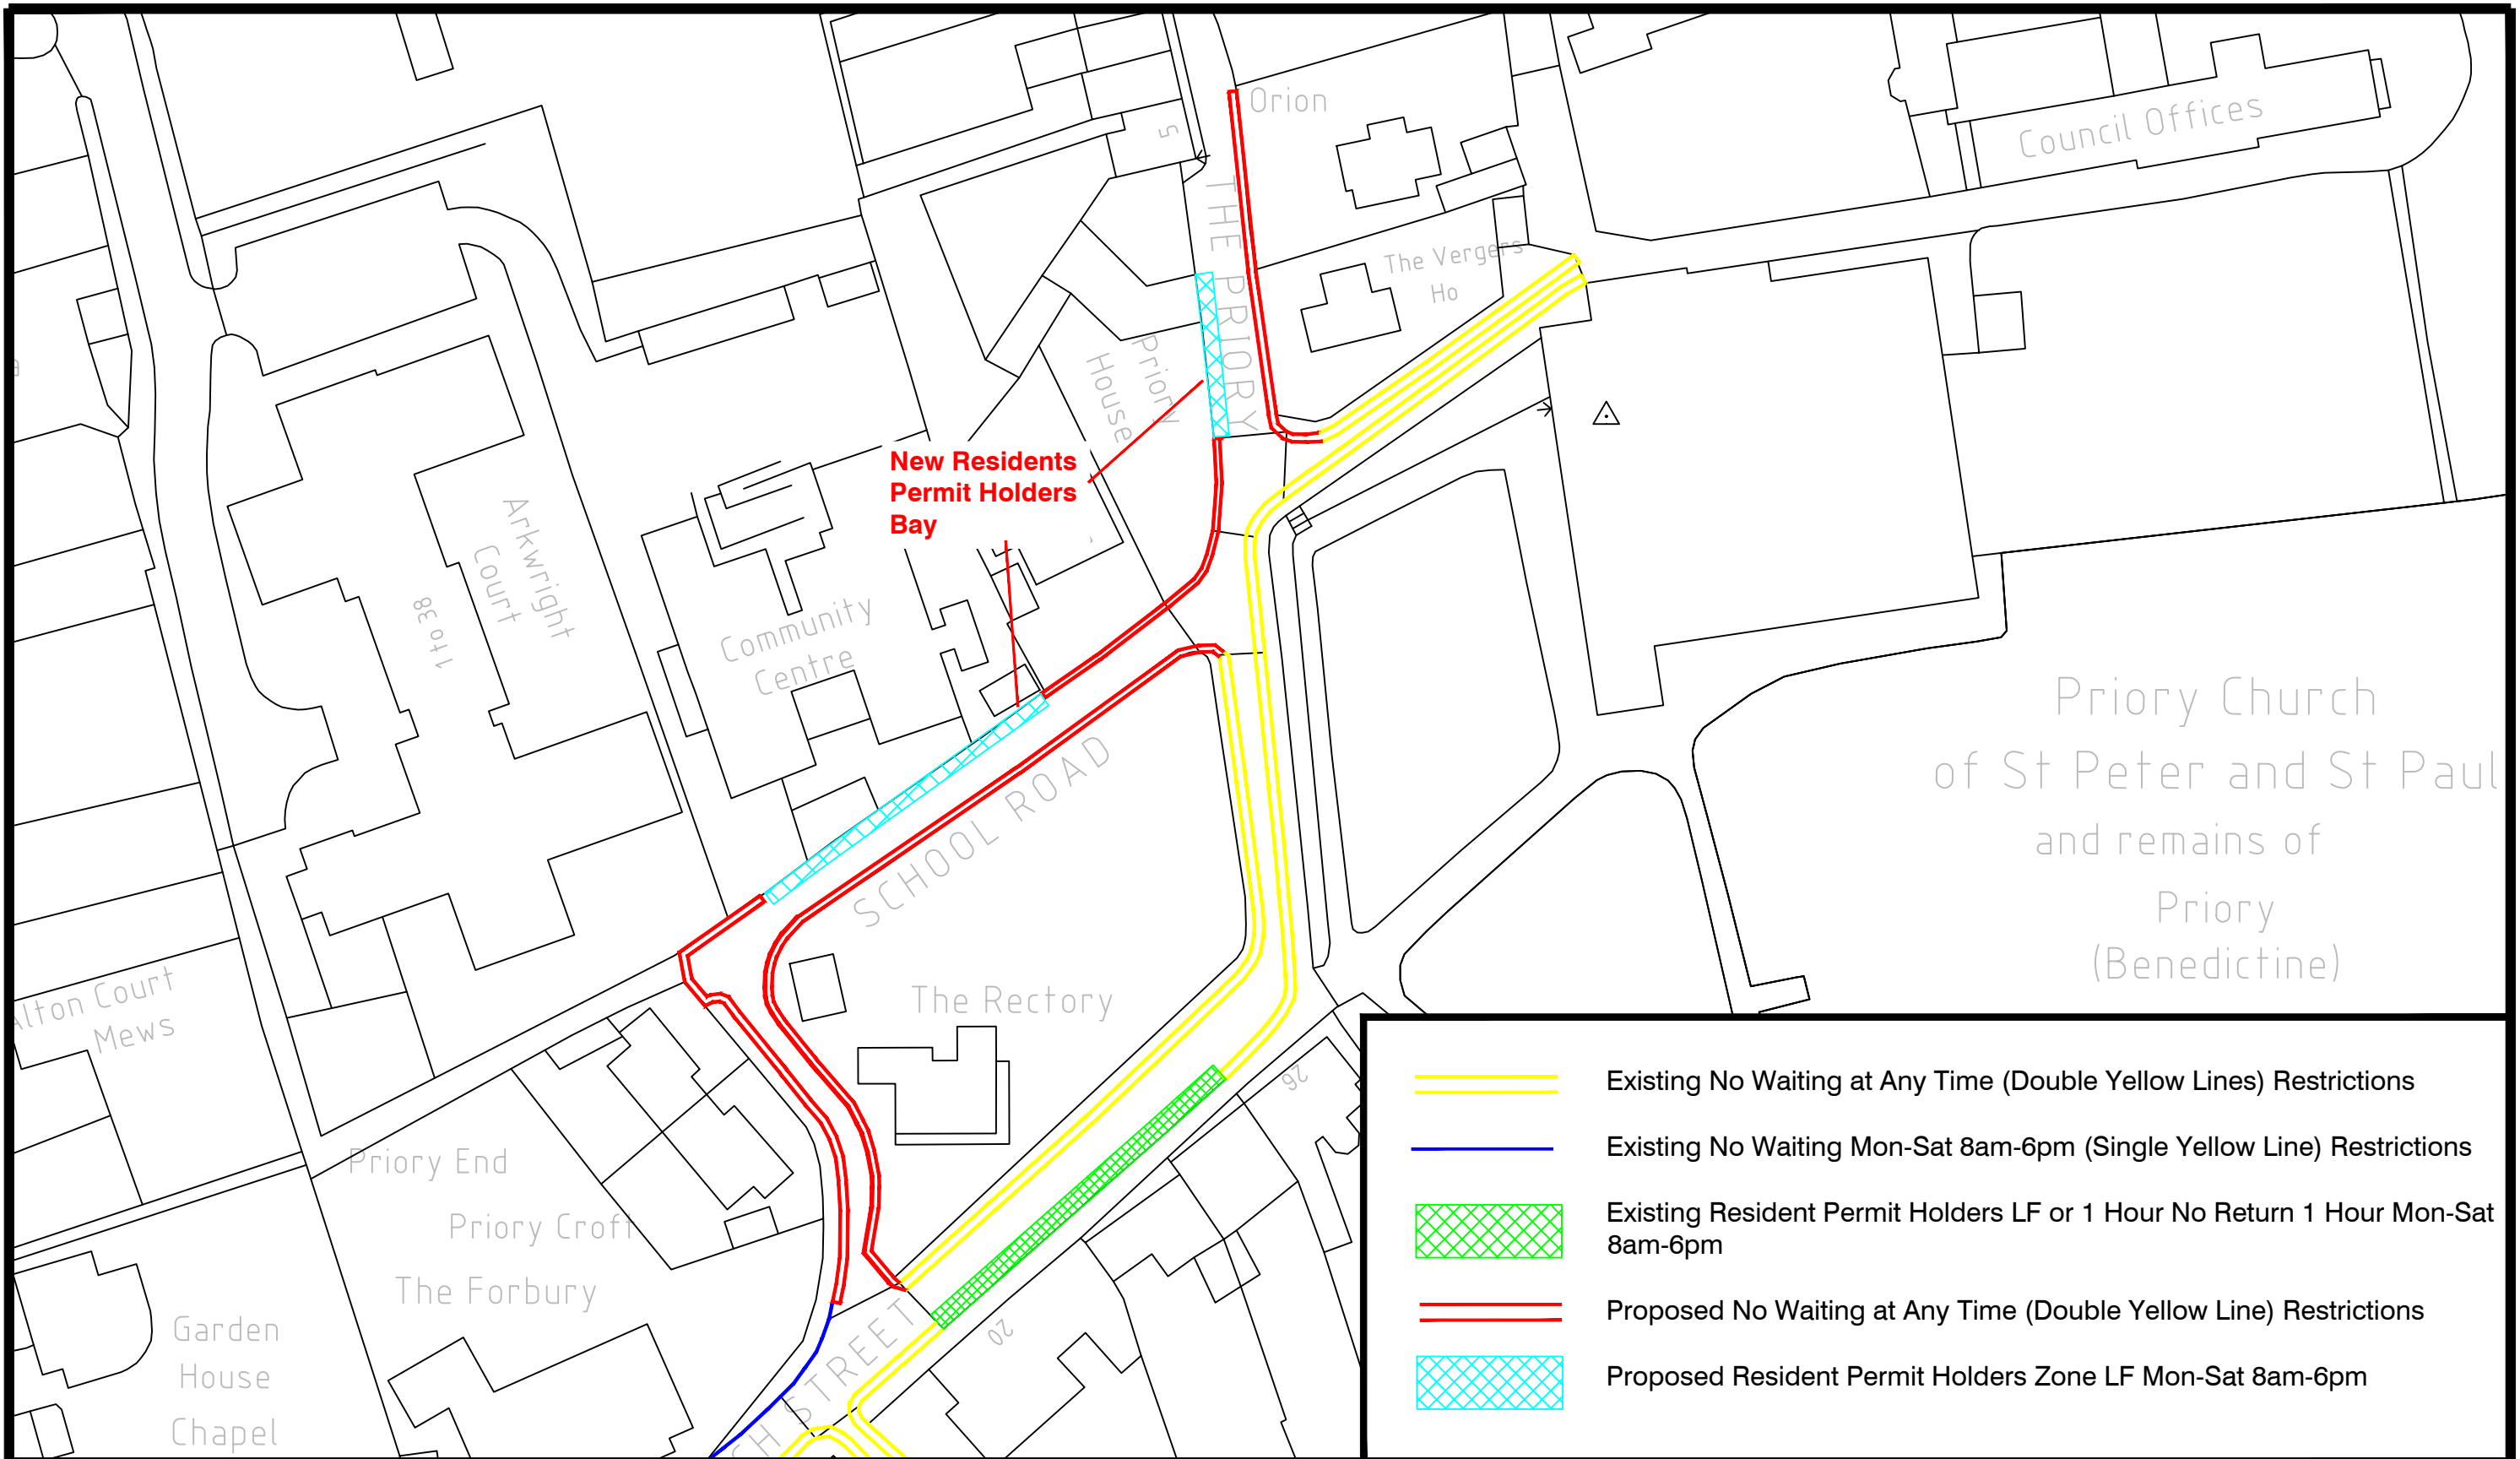 Orion
Council Offices
5
THE PRIORY
The Vergers
Ho
Priory
House
New Residents
Permit Holders
Bay
Arkwright
Court
1 to 38
Community
Centre
SCHOOL ROAD
Priory Church
of St Peter and St Paul
and remains of
Priory
(Benedictine)
Alton Court
Mews
The Rectory
26
Priory End
Priory Croft
The Forbury
Garden
House
Chapel
20
CH STREET
Existing No Waiting at Any Time (Double Yellow Lines) Restrictions
Existing No Waiting Mon-Sat 8am-6pm (Single Yellow Line) Restrictions
Existing Resident Permit Holders LF or 1 Hour No Return 1 Hour Mon-Sat
8am-6pm
Proposed No Waiting at Any Time (Double Yellow Line) Restrictions
Proposed Resident Permit Holders Zone LF Mon-Sat 8am-6pm